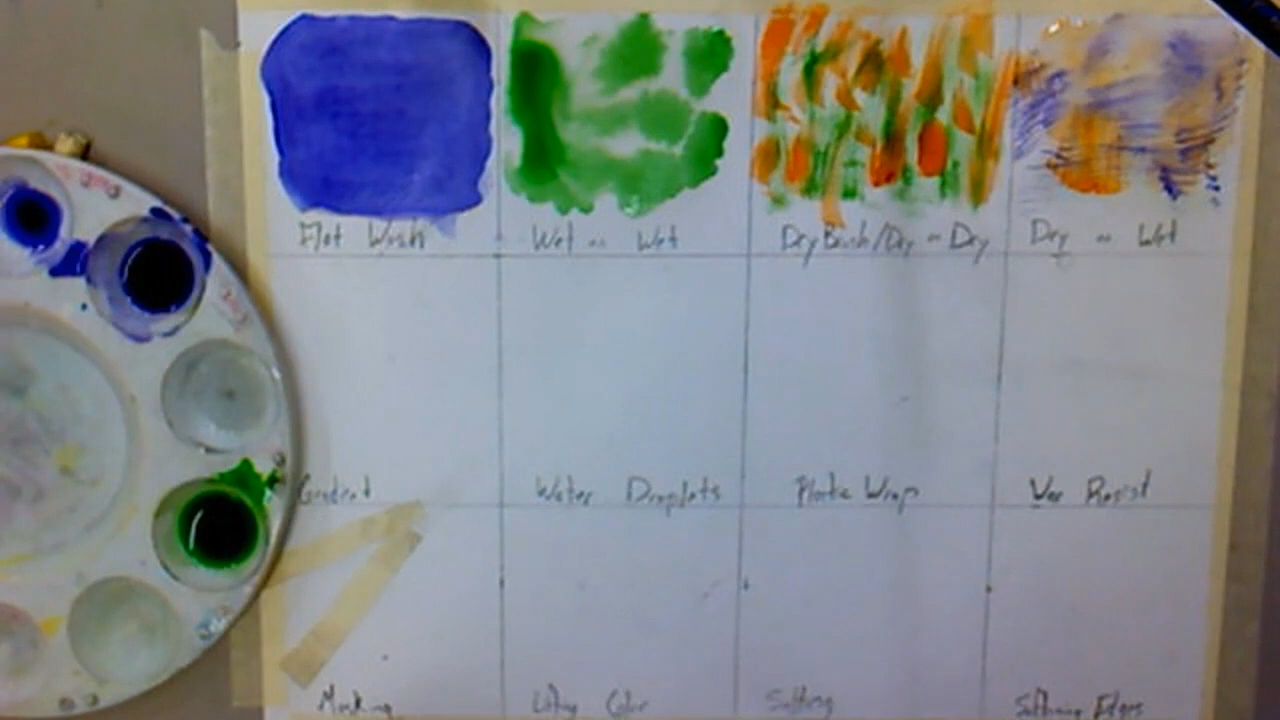 Flat Wash
Wet on Wet
Dry Brush/Dry on Dry
Dry on Wet
Gradient
Water Droplets
Plastic Wrap
Wax Resist
Masking
Lifting Color
Salting
Softening Edges